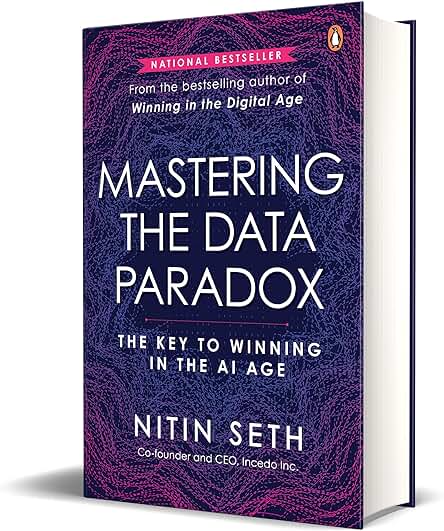 NATIONAL BESTSELLER
From the bestselling author of
Winning in the Digital Age
MASTERING
THE DATA
PARADOX
THE KEY TO WINNING
IN THE AI AGE
NITIN SETH
Co-founder and CEO, Incedo Inc.